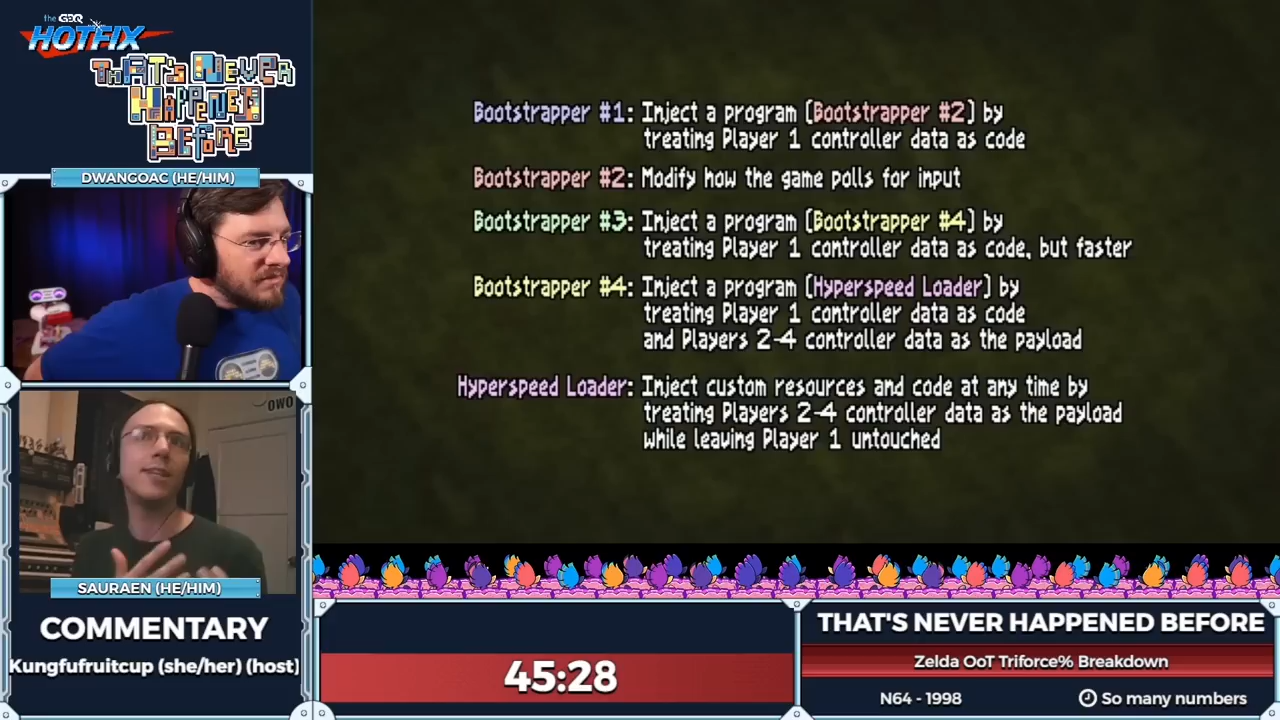 the GDQ
HOTFIX
THAT'S NEVER
HAPPENED
BEFORE
DWANGOAC (HE/HIM)
OWO
SAURAEN (HE/HIM)
COMMENTARY
Kungfufruitcup (she/her) (host)
Bootstrapper #1: Inject a program [Bootstrapper #2] by
treating Player 1 controller data as code
Bootstrapper #2: Modify how the game polls for input
Bootstrapper #3: Inject a program [Bootstrapper #4] by
treating Player 1 controller data as code, but faster
Bootstrapper #4: Inject a program [Hyperspeed Loader] by
treating Player 1 controller data as code
and Players 2-4 controller data as the payload
Hyperspeed Loader: Inject custom resources and code at any time by
treating Players 2-4 controller data as the payload
while leaving Player 1 untouched
45:28
THAT'S NEVER HAPPENED BEFORE
Zelda OoT Triforce% Breakdown
N64 - 1998
So many numbers